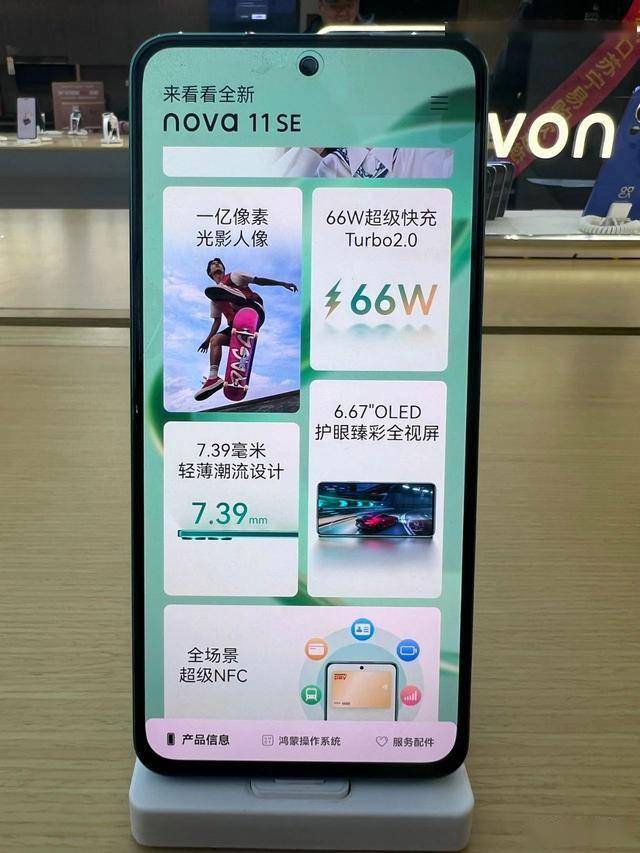 来看看全新
nova 11 SE
一亿像素
光影人像
66W超级快充
Turbo2.0
66W
6.67"OLED
护眼臻彩全视屏
7.39毫米
轻薄潮流设计
7.39mm
全场景
超级NFC
产品信息
鸿蒙操作系统
服务配件
von